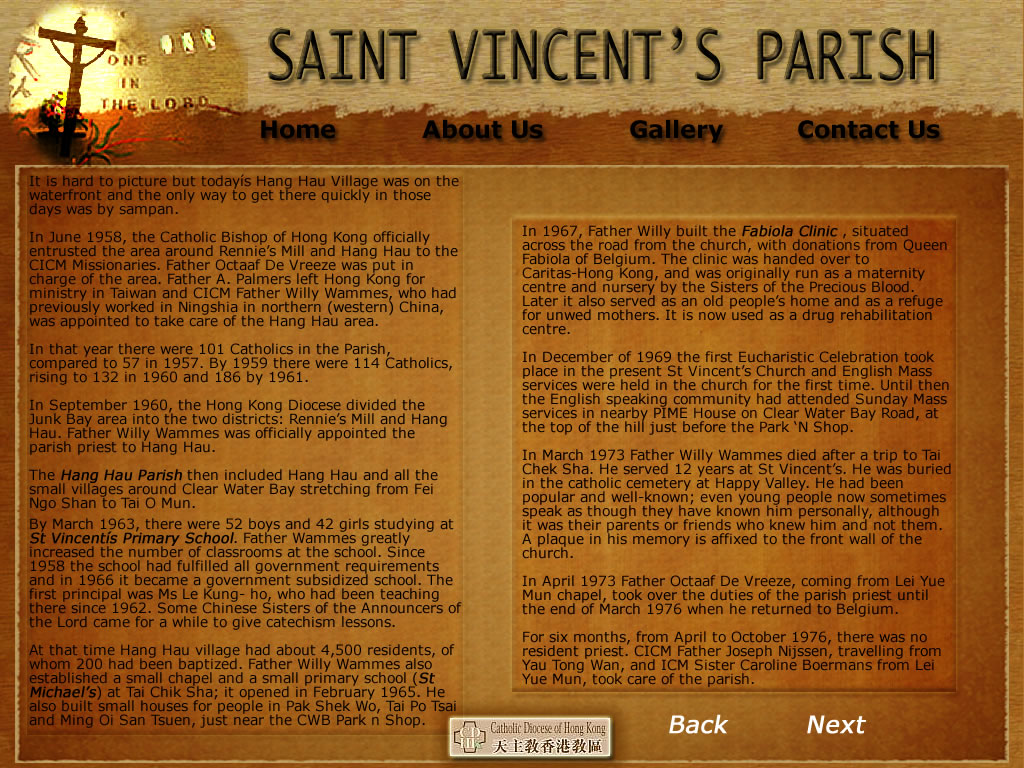 ONE
IN
THE LORD
SAINT VINCENT'S PARISH
Home About Us Gallery Contact Us
It is hard to picture but todayís Hang Hau Village was on the
waterfront and the only way to get there quickly in those
days was by sampan.
In June 1958, the Catholic Bishop of Hong Kong officially
entrusted the area around Rennie's Mill and Hang Hau to the
CICM Missionaries. Father Octaaf De Vreeze was put in
charge of the area. Father A. Palmers left Hong Kong for
ministry in Taiwan and CICM Father Willy Wammes, who had
previously worked in Ningshia in northern (western) China,
was appointed to take care of the Hang Hau area.
In that year there were 101 Catholics in the Parish,
compared to 57 in 1957. By 1959 there were 114 Catholics,
rising to 132 in 1960 and 186 by 1961.
In September 1960, the Hong Kong Diocese divided the
Junk Bay area into the two districts: Rennie's Mill and Hang
Hau. Father Willy Wammes was officially appointed the
parish priest to Hang Hau.
The Hang Hau Parish then included Hang Hau and all the
small villages around Clear Water Bay stretching from Fei
Ngo Shan to Tai O Mun.
By March 1963, there were 52 boys and 42 girls studying at
St Vincentís Primary School. Father Wammes greatly
increased the number of classrooms at the school. Since
1958 the school had fulfilled all government requirements
and in 1966 it became a government subsidized school. The
first principal was Ms Le Kung- ho, who had been teaching
there since 1962. Some Chinese Sisters of the Announcers of
the Lord came for a while to give catechism lessons.
At that time Hang Hau village had about 4,500 residents, of
whom 200 had been baptized. Father Willy Wammes also
established a small chapel and a small primary school (St
Michael's) at Tai Chik Sha; it opened in February 1965. He
also built small houses for people in Pak Shek Wo, Tai Po Tsai
and Ming Oi San Tsuen, just near the CWB Park n Shop.
In 1967, Father Willy built the Fabiola Clinic , situated
across the road from the church, with donations from Queen
Fabiola of Belgium. The clinic was handed over to
Caritas-Hong Kong, and was originally run as a maternity
centre and nursery by the Sisters of the Precious Blood.
Later it also served as an old people's home and as a refuge
for unwed mothers. It is now used as a drug rehabilitation
centre.
In December of 1969 the first Eucharistic Celebration took
place in the present St Vincent's Church and English Mass
services were held in the church for the first time. Until then
the English speaking community had attended Sunday Mass
services in nearby PIME House on Clear Water Bay Road, at
the top of the hill just before the Park 'N Shop.
In March 1973 Father Willy Wammes died after a trip to Tai
Chek Sha. He served 12 years at St Vincent's. He was buried
in the catholic cemetery at Happy Valley. He had been
popular and well-known; even young people now sometimes
speak as though they have known him personally, although
it was their parents or friends who knew him and not them.
A plaque in his memory is affixed to the front wall of the
church.
In April 1973 Father Octaaf De Vreeze, coming from Lei Yue
Mun chapel, took over the duties of the parish priest until
the end of March 1976 when he returned to Belgium.
For six months, from April to October 1976, there was no
resident priest. CICM Father Joseph Nijssen, travelling from
Yau Tong Wan, and ICM Sister Caroline Boermans from Lei
Yue Mun, took care of the parish.
Back Next
Catholic Diocese of Hong Kong
天主教香港教區